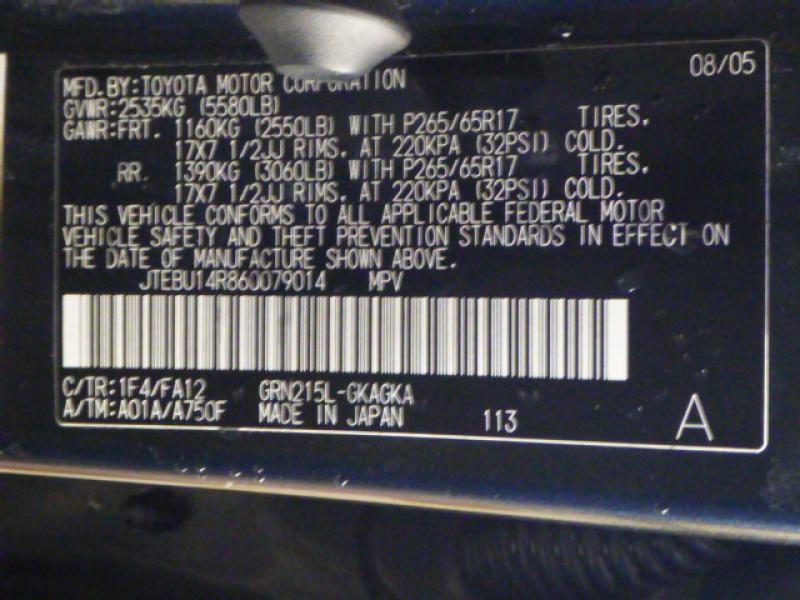 08/05
MFD. BY: TOYOTA MOTOR CORPORATION
GVWR: 2535KG (5580LB)
GAWR: FRT. 1160KG (2550LB) WITH P265/65R17 TIRES,
17X7 1/2JJ RIMS, AT 220KPA (32PSI) COLD.
RR. 1390KG (3060LB) WITH P265/65R17 TIRES,
17X7 1/2JJ RIMS, AT 220KPA (32PSI) COLD.
THIS VEHICLE CONFORMS TO ALL APPLICABLE FEDERAL MOTOR
VEHICLE SAFETY AND THEFT PREVENTION STANDARDS IN EFFECT ON
THE DATE OF MANUFACTURE SHOWN ABOVE.
JTEBU14R860079014 MPV
C/TR: 1F4/FA12 GRN215L-GKAGKA
A/TM: A01A/A750F MADE IN JAPAN 113 A